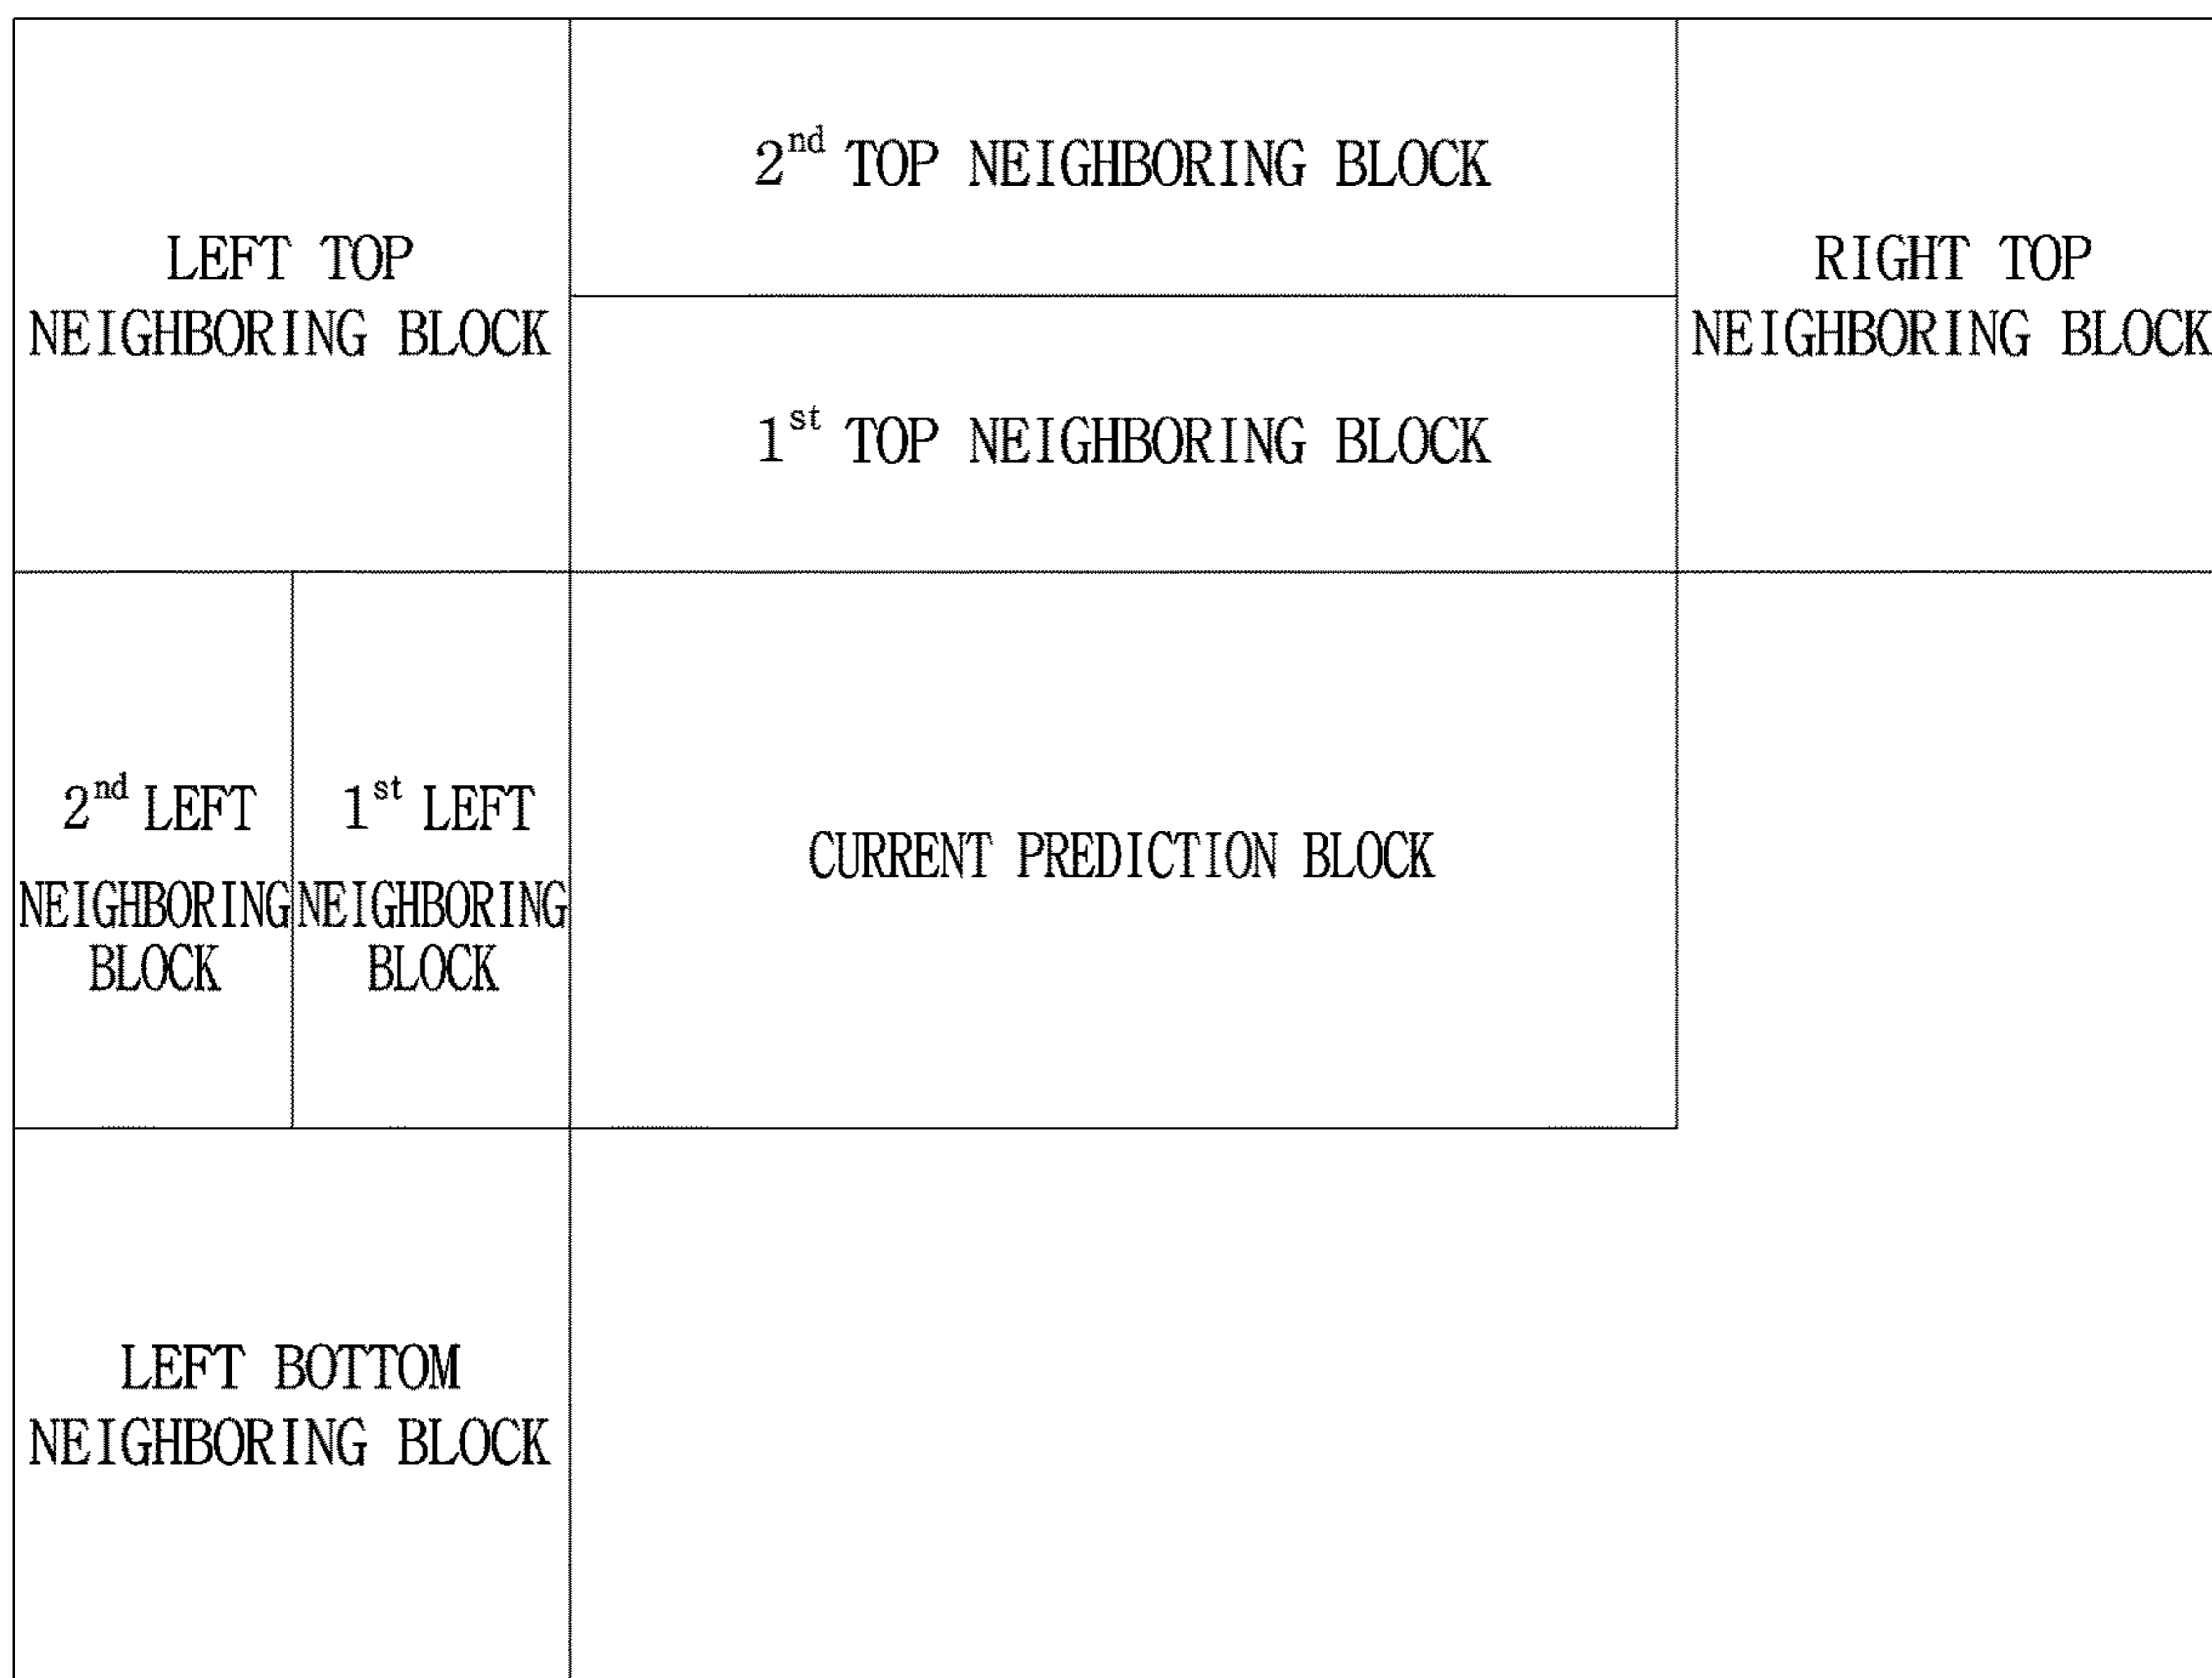 2nd TOP NEIGHBORING BLOCK
LEFT TOP
NEIGHBORING BLOCK
RIGHT TOP
NEIGHBORING BLOCK
1st TOP NEIGHBORING BLOCK
2nd LEFT
NEIGHBORING
BLOCK
1st LEFT
NEIGHBORING
BLOCK
CURRENT PREDICTION BLOCK
LEFT BOTTOM
NEIGHBORING BLOCK